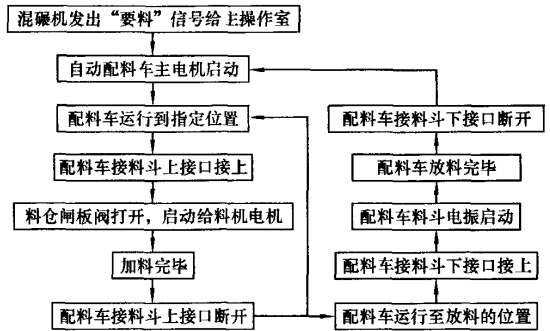 混碾机发出“要料”信号给主操作室
自动配料车主电机启动
配料车运行到指定位置
配料车接料斗上接口接上
料仓闸板阀打开，启动给料机电机
加料完毕
配料车接料斗上接口断开
配料车运行至放料的位置
配料车接料斗下接口接上
配料车料斗电振启动
配料车放料完毕
配料车接料斗下接口断开